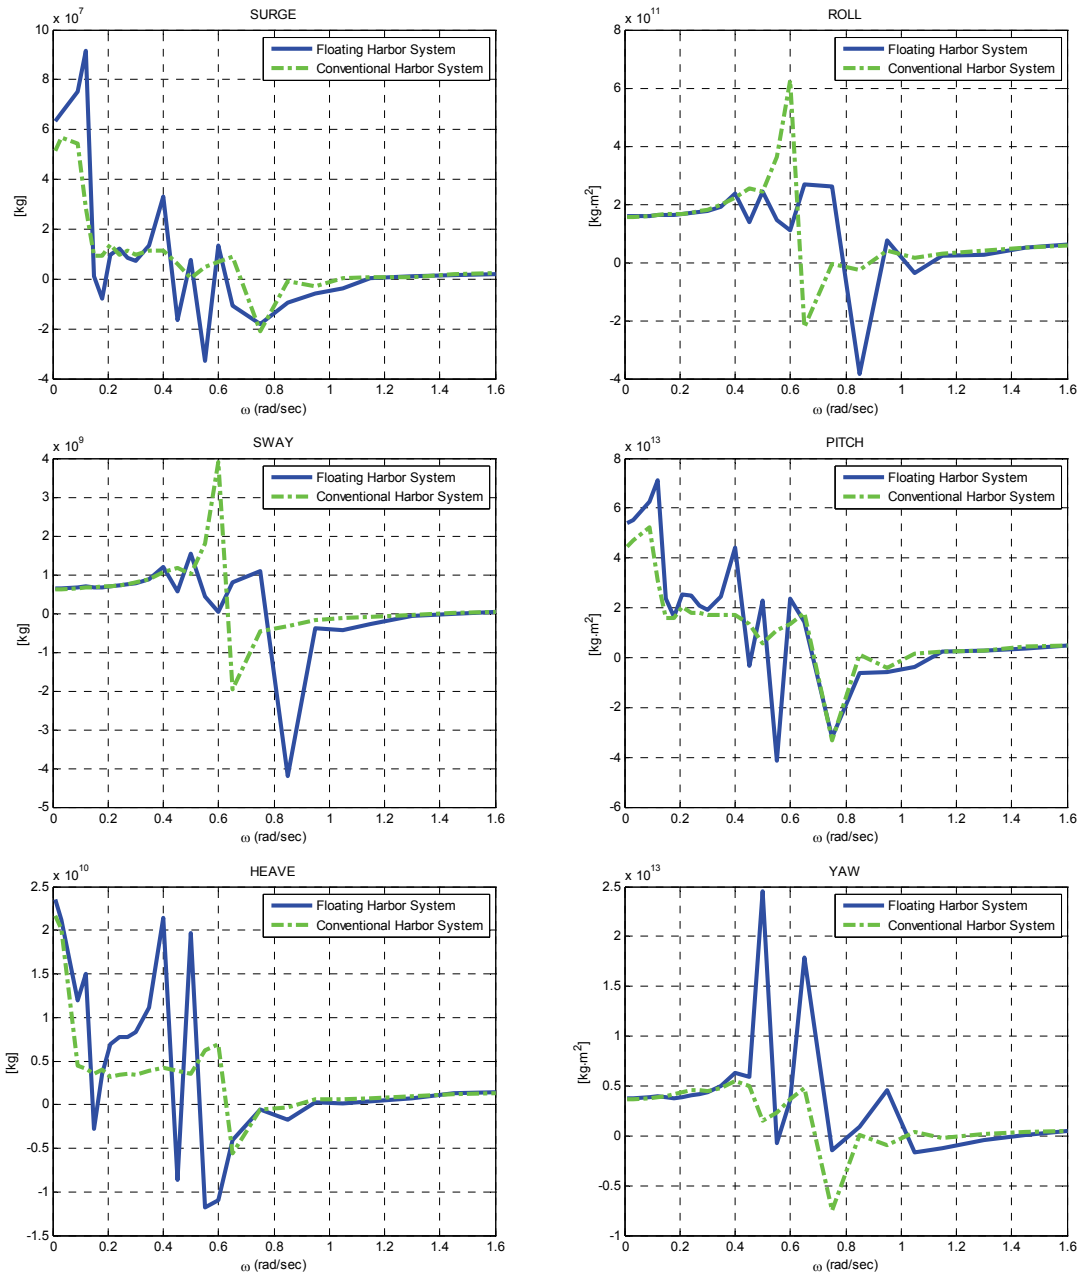 SURGE
x 10^7
10
8
6
4
2
0
-2
-4
[kg]
0 0.2 0.4 0.6 0.8 1 1.2 1.4 1.6
ω (rad/sec)
Floating Harbor System
Conventional Harbor System
ROLL
x 10^11
8
6
4
2
0
-2
-4
[kg·m²]
0 0.2 0.4 0.6 0.8 1 1.2 1.4 1.6
ω (rad/sec)
Floating Harbor System
Conventional Harbor System
SWAY
x 10^9
4
3
2
1
0
-1
-2
-3
-4
-5
[kg]
0 0.2 0.4 0.6 0.8 1 1.2 1.4 1.6
ω (rad/sec)
Floating Harbor System
Conventional Harbor System
PITCH
x 10^13
8
6
4
2
0
-2
-4
-6
[kg·m²]
0 0.2 0.4 0.6 0.8 1 1.2 1.4 1.6
ω (rad/sec)
Floating Harbor System
Conventional Harbor System
HEAVE
x 10^10
2.5
2
1.5
1
0.5
0
-0.5
-1
-1.5
[kg]
0 0.2 0.4 0.6 0.8 1 1.2 1.4 1.6
ω (rad/sec)
Floating Harbor System
Conventional Harbor System
YAW
x 10^13
2.5
2
1.5
1
0.5
0
-0.5
-1
[kg·m²]
0 0.2 0.4 0.6 0.8 1 1.2 1.4 1.6
ω (rad/sec)
Floating Harbor System
Conventional Harbor System